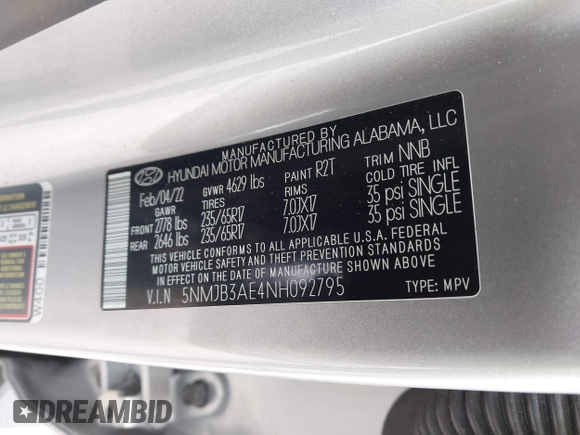 MANUFACTURED BY
HYUNDAI MOTOR MANUFACTURING ALABAMA, LLC
Feb/04/22 GVWR 4629 lbs PAINT R2T TRIM NNB
GAWR TIRES RIMS COLD TIRE INFL
FRONT 2778 lbs 235/65R17 7.0JX17 35 psi SINGLE
REAR 2646 lbs 235/65R17 7.0JX17 35 psi SINGLE
THIS VEHICLE CONFORMS TO ALL APPLICABLE U.S.A. FEDERAL
MOTOR VEHICLE SAFETY AND THEFT PREVENTION STANDARDS
IN EFFECT ON THE DATE OF MANUFACTURE SHOWN ABOVE.
V.I.N 5NMJB3AE4NH092795 TYPE: MPV
W400
DREAMBID